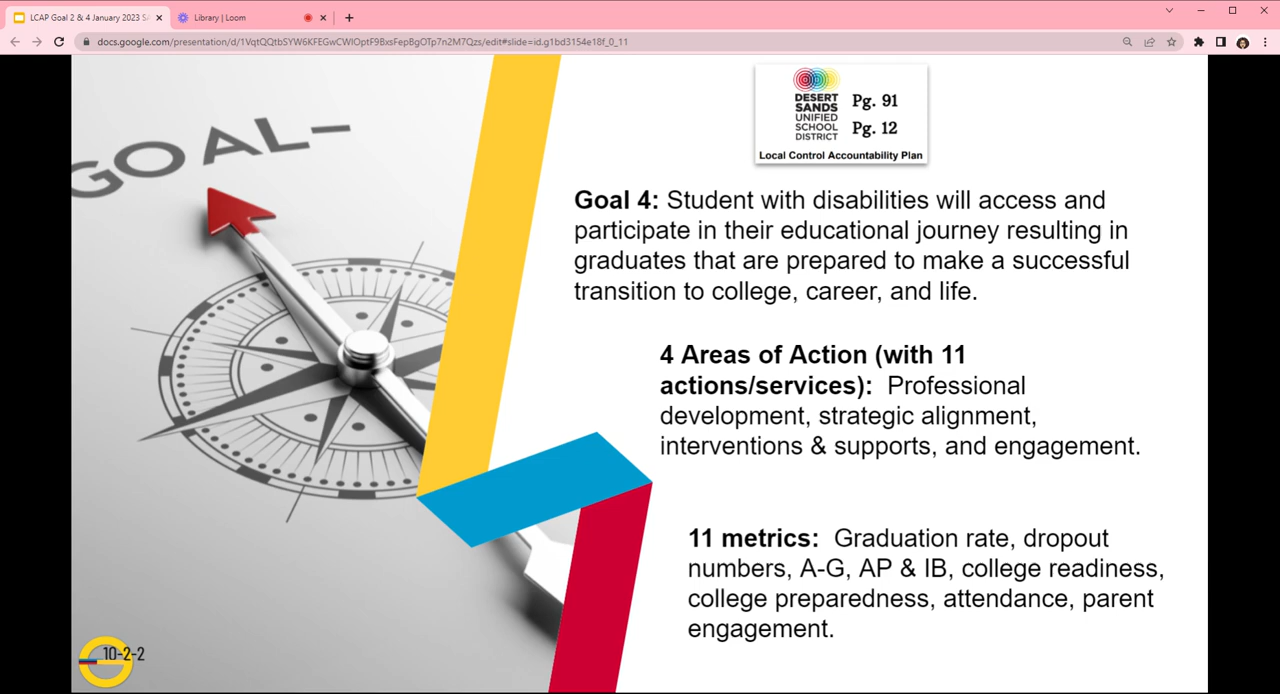 LCAP Goal 2 & 4 January 2023 SA
Library | Loom
docs.google.com/presentation/d/1VqtQQtbSYW6KFEGwCWlOptF9BxsFepBgOTp7n2M7Qzs/edit#slide=id.g1bd3154e18f_0_11
GOAL
DESERT
SANDS
UNIFIED
SCHOOL
DISTRICT
Pg. 91
Pg. 12
Local Control Accountability Plan
Goal 4: Student with disabilities will access and
participate in their educational journey resulting in
graduates that are prepared to make a successful
transition to college, career, and life.
4 Areas of Action (with 11
actions/services): Professional
development, strategic alignment,
interventions & supports, and engagement.
11 metrics: Graduation rate, dropout
numbers, A-G, AP & IB, college readiness,
college preparedness, attendance, parent
engagement.
10-2-2